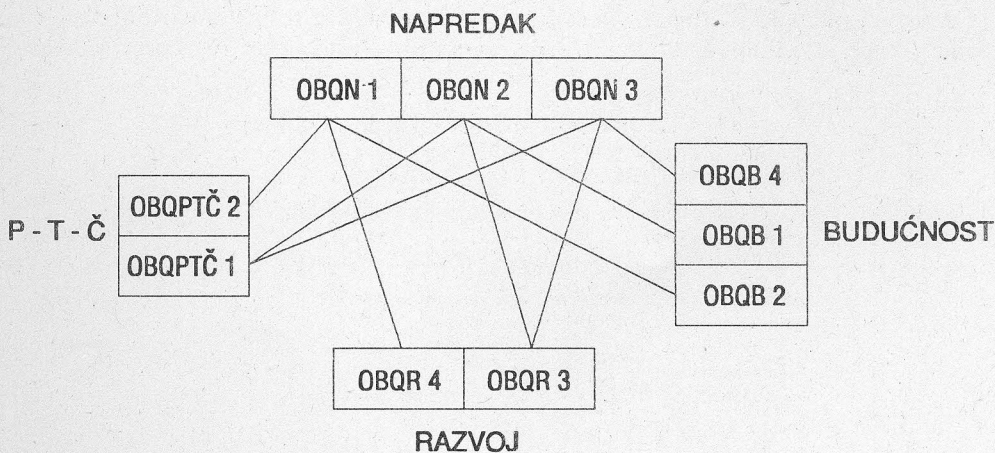 NAPREDAK
OBQN 1 OBQN 2 OBQN 3
P - T - Č
OBQPTČ 2
OBQPTČ 1
OBQB 4
OBQB 1
OBQB 2
BUDUĆNOST
OBQR 4 OBQR 3
RAZVOJ